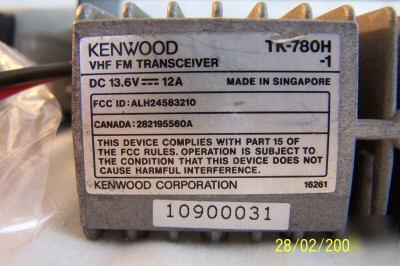 KENWOOD TK-780H
VHF FM TRANSCEIVER -1
DC 13.6V 12A MADE IN SINGAPORE
FCC ID: ALH24583210
CANADA: 282195560A
THIS DEVICE COMPLIES WITH PART 15 OF
THE FCC RULES. OPERATION IS SUBJECT TO
THE CONDITION THAT THIS DEVICE DOES NOT
CAUSE HARMFUL INTERFERENCE.
KENWOOD CORPORATION 16261
10900031
28/02/200